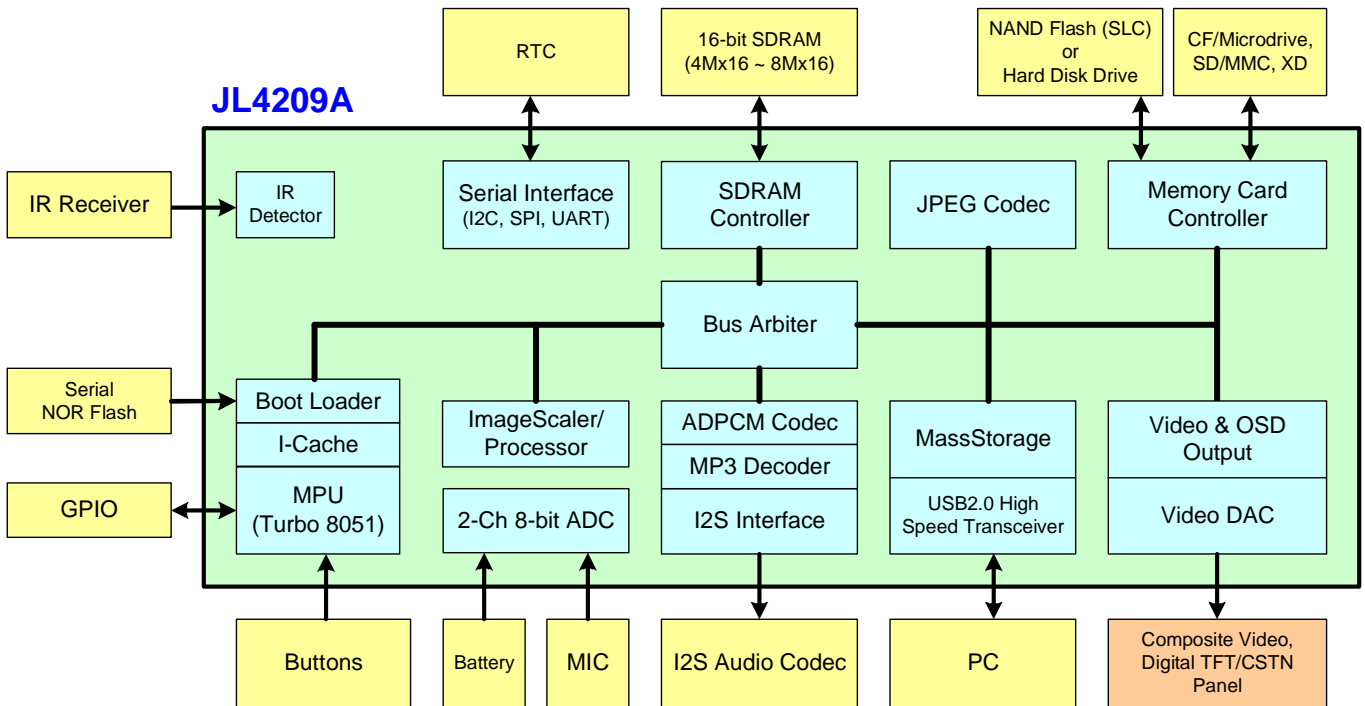 RTC
16-bit SDRAM
(4Mx16 ~ 8Mx16)
NAND Flash (SLC)
or
Hard Disk Drive
CF/Microdrive,
SD/MMC, XD
JL4209A
IR Receiver
IR
Detector
Serial Interface
(I2C, SPI, UART)
SDRAM
Controller
JPEG Codec
Memory Card
Controller
Bus Arbiter
Serial
NOR Flash
Boot Loader
I-Cache
MPU
(Turbo 8051)
GPIO
ImageScaler/
Processor
2-Ch 8-bit ADC
ADPCM Codec
MP3 Decoder
I2S Interface
MassStorage
USB2.0 High
Speed Transceiver
Video & OSD
Output
Video DAC
Buttons
Battery
MIC
I2S Audio Codec
PC
Composite Video,
Digital TFT/CSTN
Panel